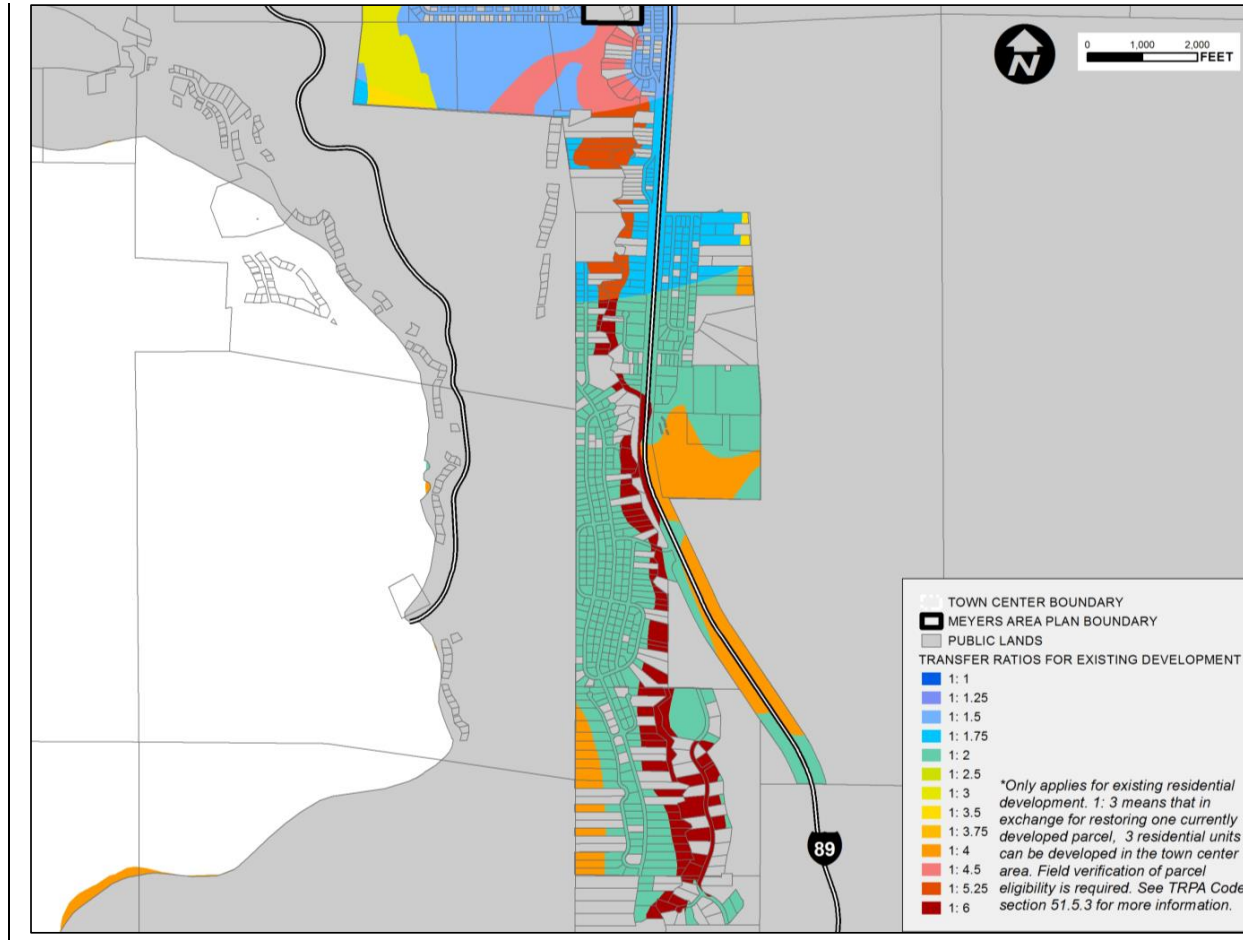 N
0 1,000 2,000
FEET
TOWN CENTER BOUNDARY
MEYERS AREA PLAN BOUNDARY
PUBLIC LANDS
TRANSFER RATIOS FOR EXISTING DEVELOPMENT
1: 1
1: 1.25
1: 1.5
1: 1.75
1: 2
1: 2.5
1: 3
1: 3.5
1: 3.75
1: 4
1: 4.5
1: 5.25
1: 6
*Only applies for existing residential
development. 1: 3 means that in
exchange for restoring one currently
developed parcel, 3 residential units
can be developed in the town center
area. Field verification of parcel
eligibility is required. See TRPA Code
section 51.5.3 for more information.
89